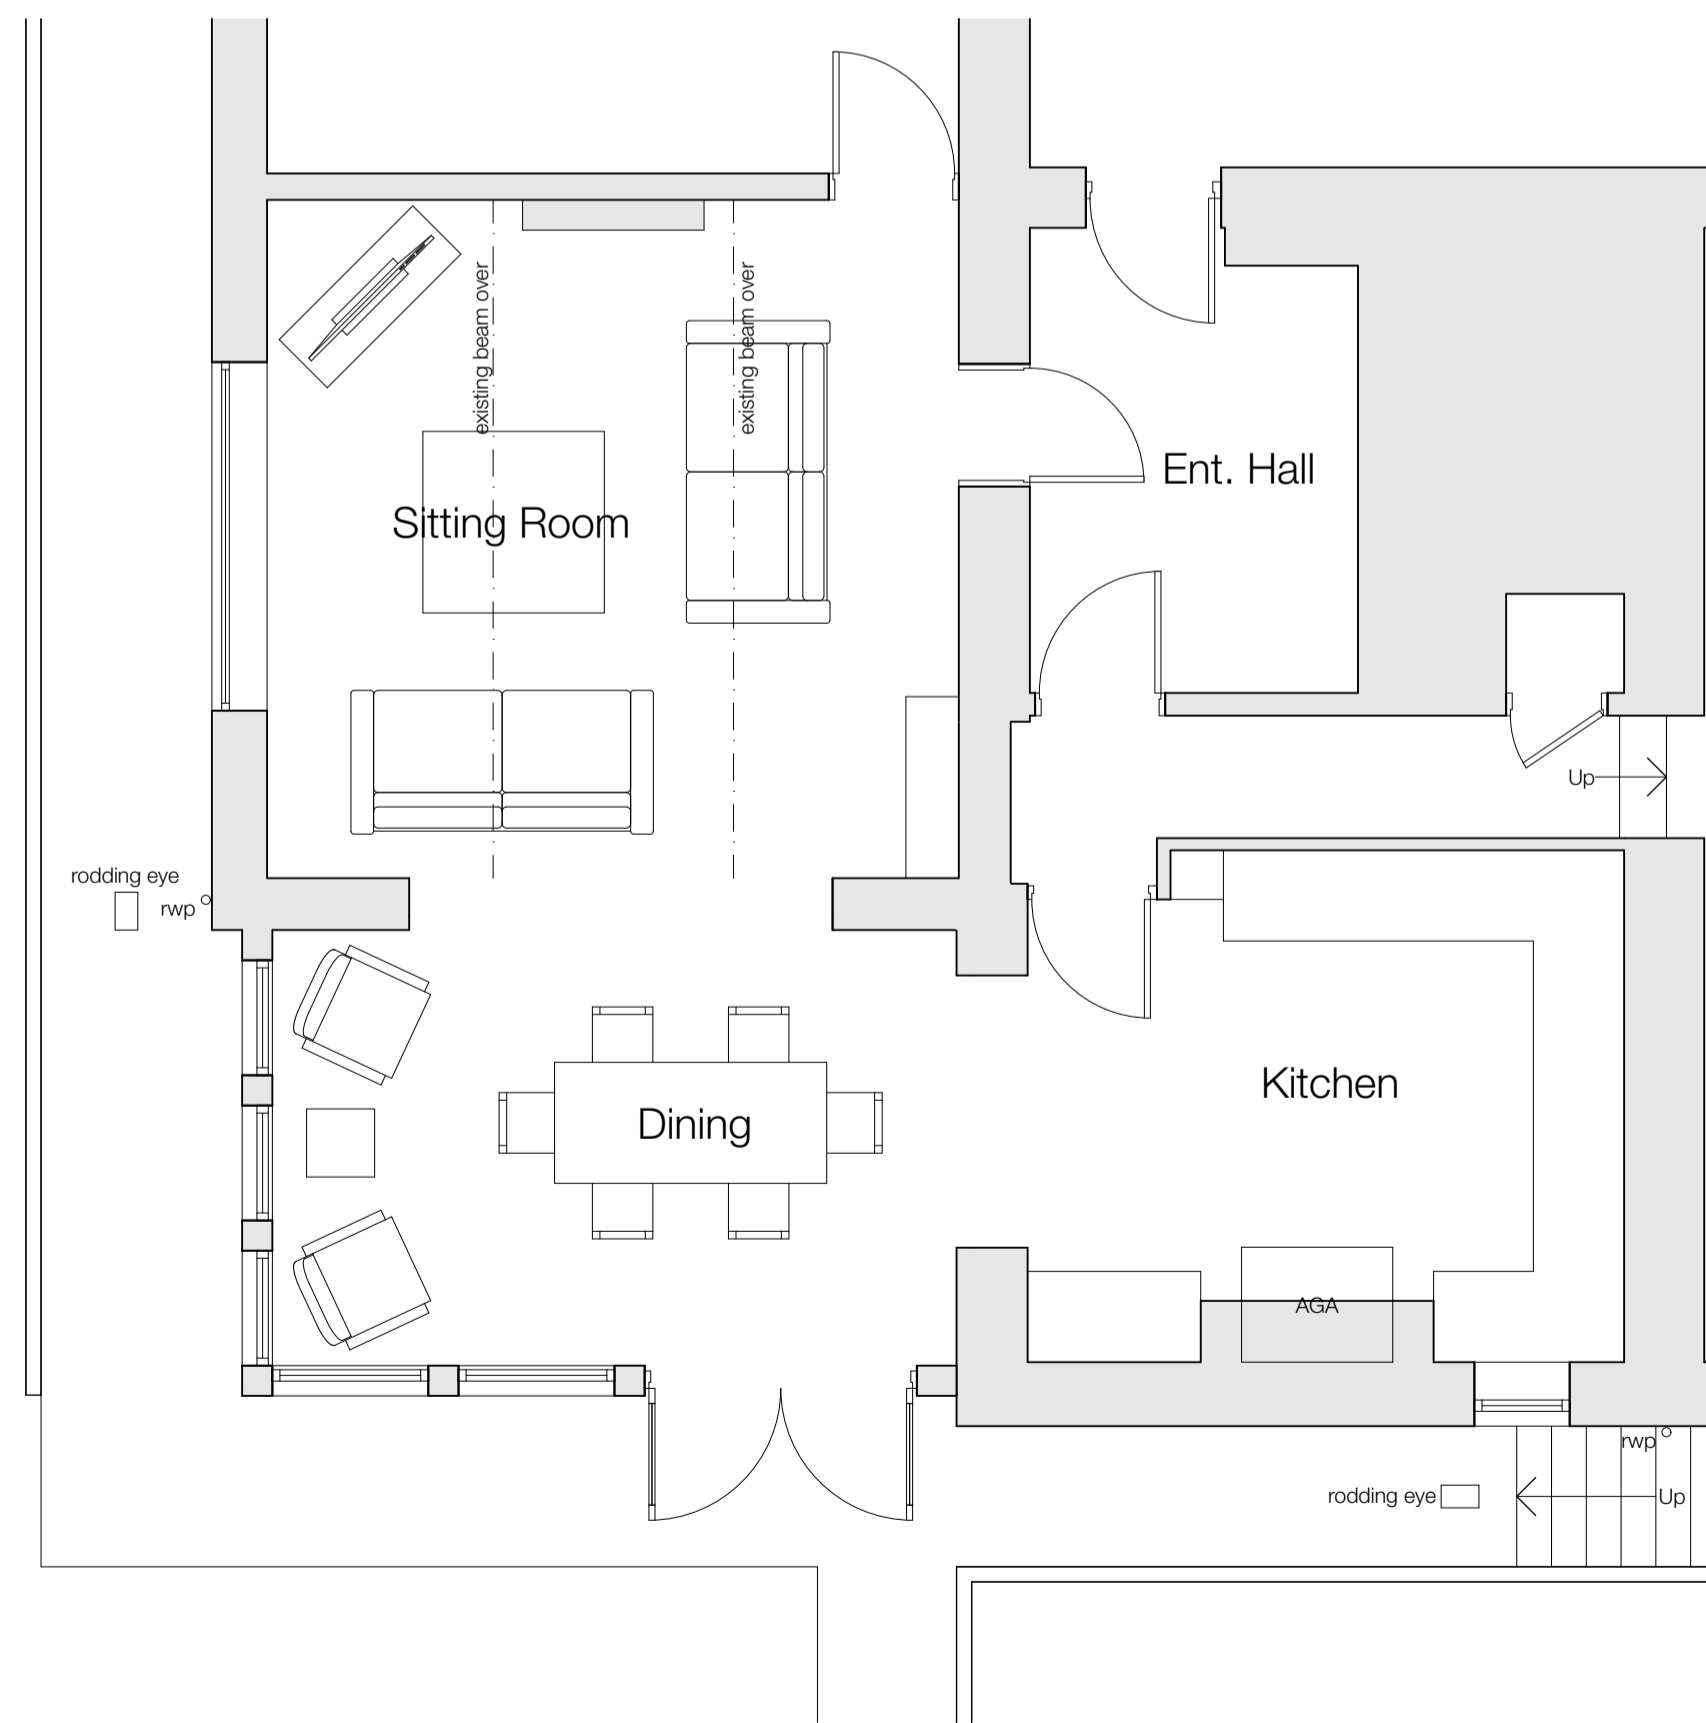 existing beam over
existing beam over
Ent. Hall
Sitting Room
Up
rodding eye
rwp
Kitchen
Dining
AGA
rwp
rodding eye
Up